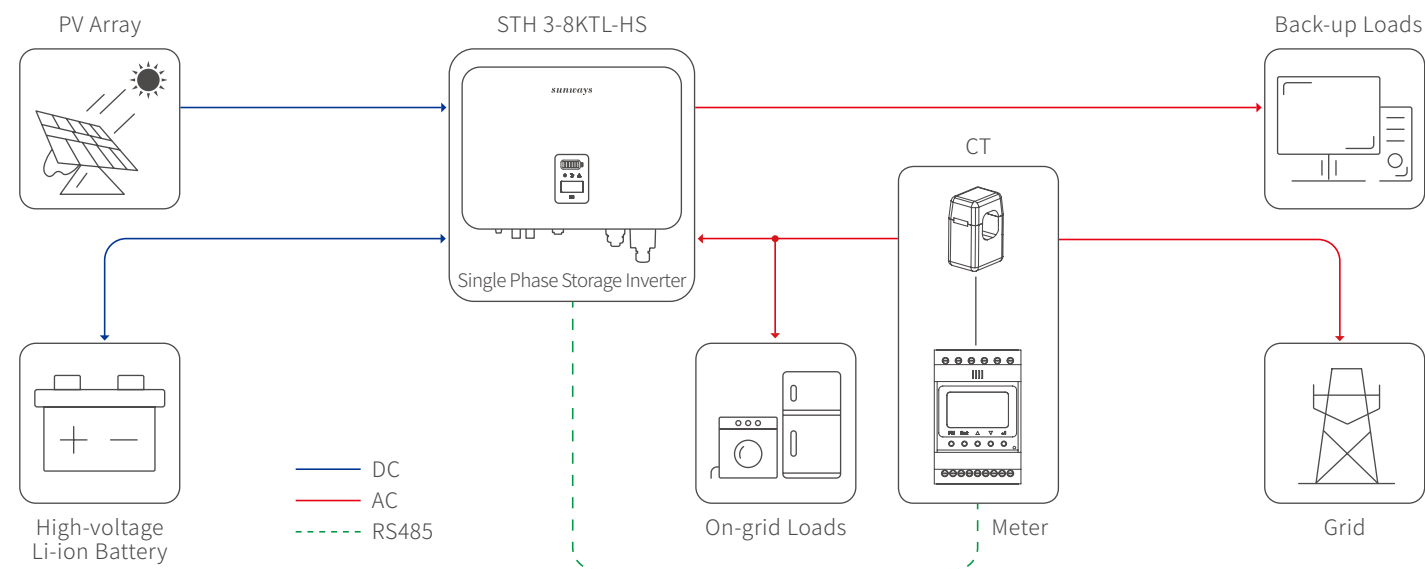 PV Array
STH 3-8KTL-HS
Back-up Loads
sunways
CT
Single Phase Storage Inverter
DC
AC
RS485
High-voltage
Li-ion Battery
On-grid Loads
Meter
Grid